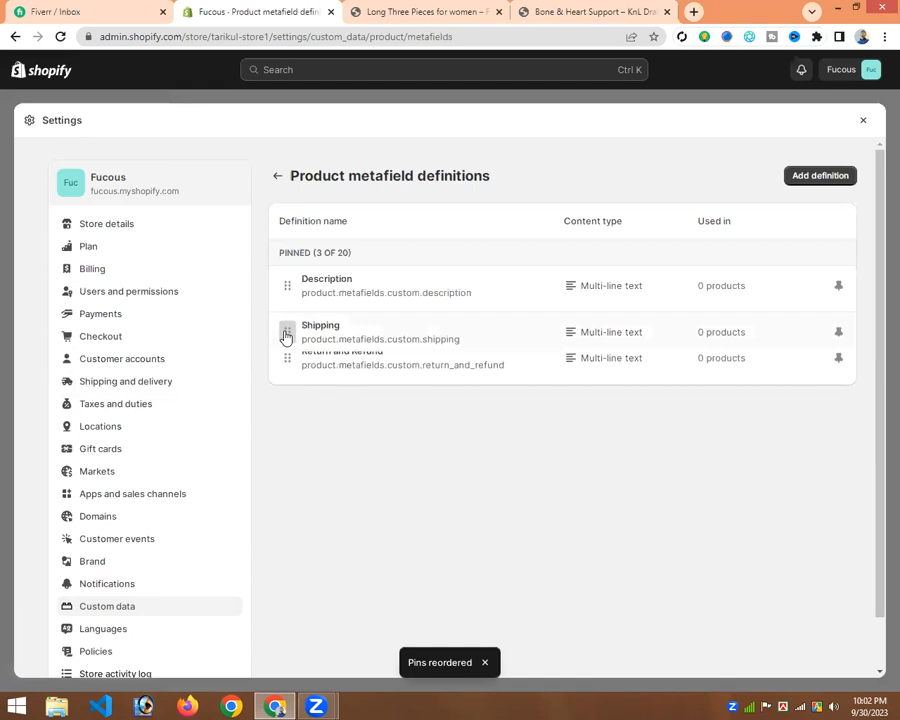 Fiverr / Inbox
Fucous · Product metafield defin
Long Three Pieces for women – F
Bone & Heart Support – KnL Dra
admin.shopify.com/store/tarikul-store1/settings/custom_data/product/metafields
shopify
Search
Ctrl K
Fucous
Fuc
Settings
Fuc
Fucous
fucous.myshopify.com
Store details
Plan
Billing
Users and permissions
Payments
Checkout
Customer accounts
Shipping and delivery
Taxes and duties
Locations
Gift cards
Markets
Apps and sales channels
Domains
Customer events
Brand
Notifications
Custom data
Languages
Policies
Store activity log
Product metafield definitions
Add definition
Definition name
Content type
Used in
PINNED (3 OF 20)
Description
product.metafields.custom.description
Multi-line text
0 products
Shipping
product.metafields.custom.shipping
Multi-line text
0 products
Return and Refund
product.metafields.custom.return_and_refund
Multi-line text
0 products
Pins reordered
10:02 PM
9/30/2023